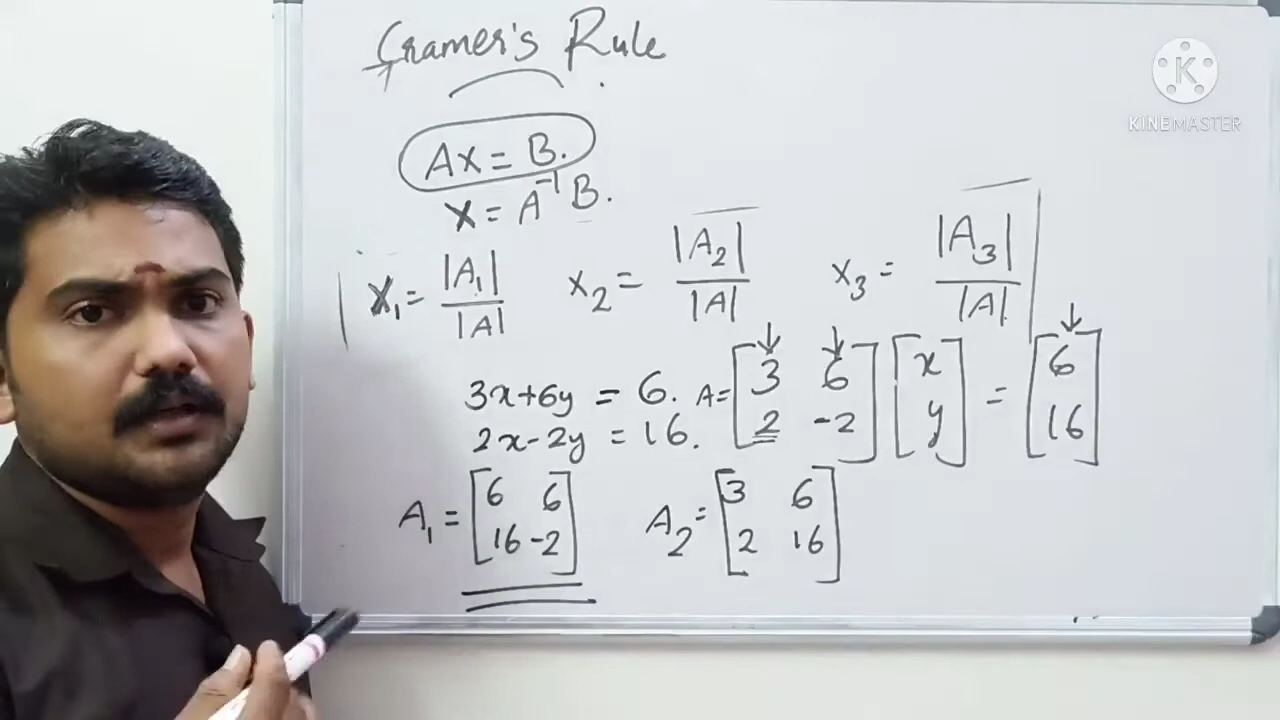 Cramer's Rule
KINEMASTER
AX = B.
X = A⁻¹ B.
X₁ = |A₁| / |A| x₂ = |A₂| / |A| x₃ = |A₃| / |A|
3x+6y = 6. A= [3 6] [x] = [6]
2x-2y = 16. [2 -2] [y] [16]
A₁ = [6 6] A₂ = [3 6]
[16 -2] [2 16]